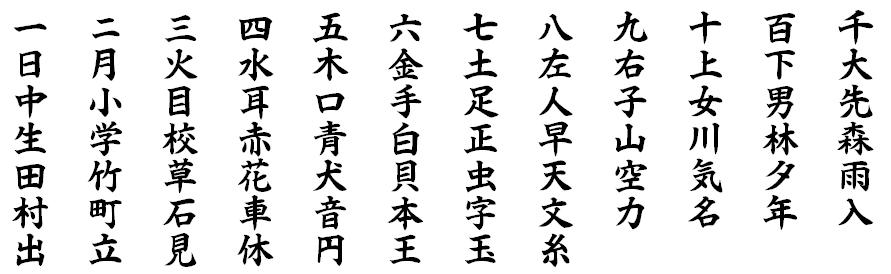 一二三四五六七八九十百千
日月火水木金土左右上下大
中小目耳口手足人子女男先
生学校赤青白正早山川林森
田竹草花犬貝虫天空気夕雨
村町石車音本字文力名年入
出立見休円王玉糸